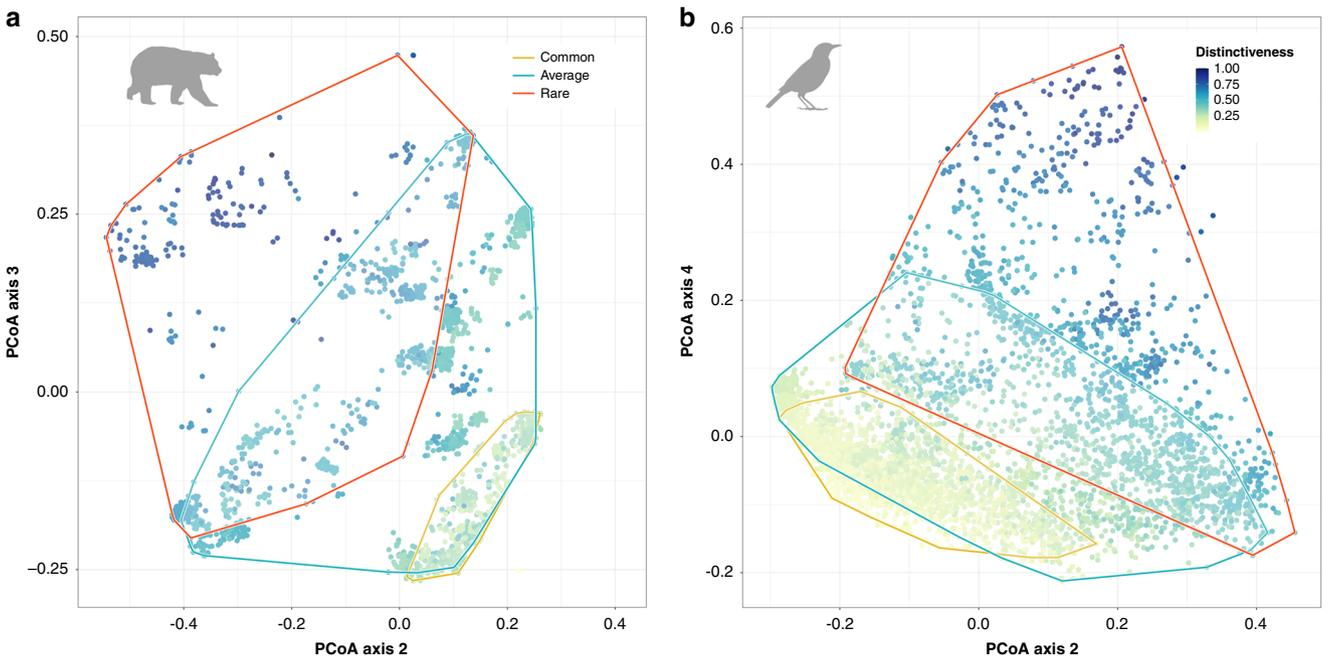 a
0.50
0.25
0.00
−0.25
PCoA axis 3
-0.4
-0.2
0.0
0.2
0.4
PCoA axis 2
Common
Average
Rare
b
0.6
0.4
0.2
0.0
-0.2
PCoA axis 4
-0.2
0.0
0.2
0.4
PCoA axis 2
Distinctiveness
1.00
0.75
0.50
0.25